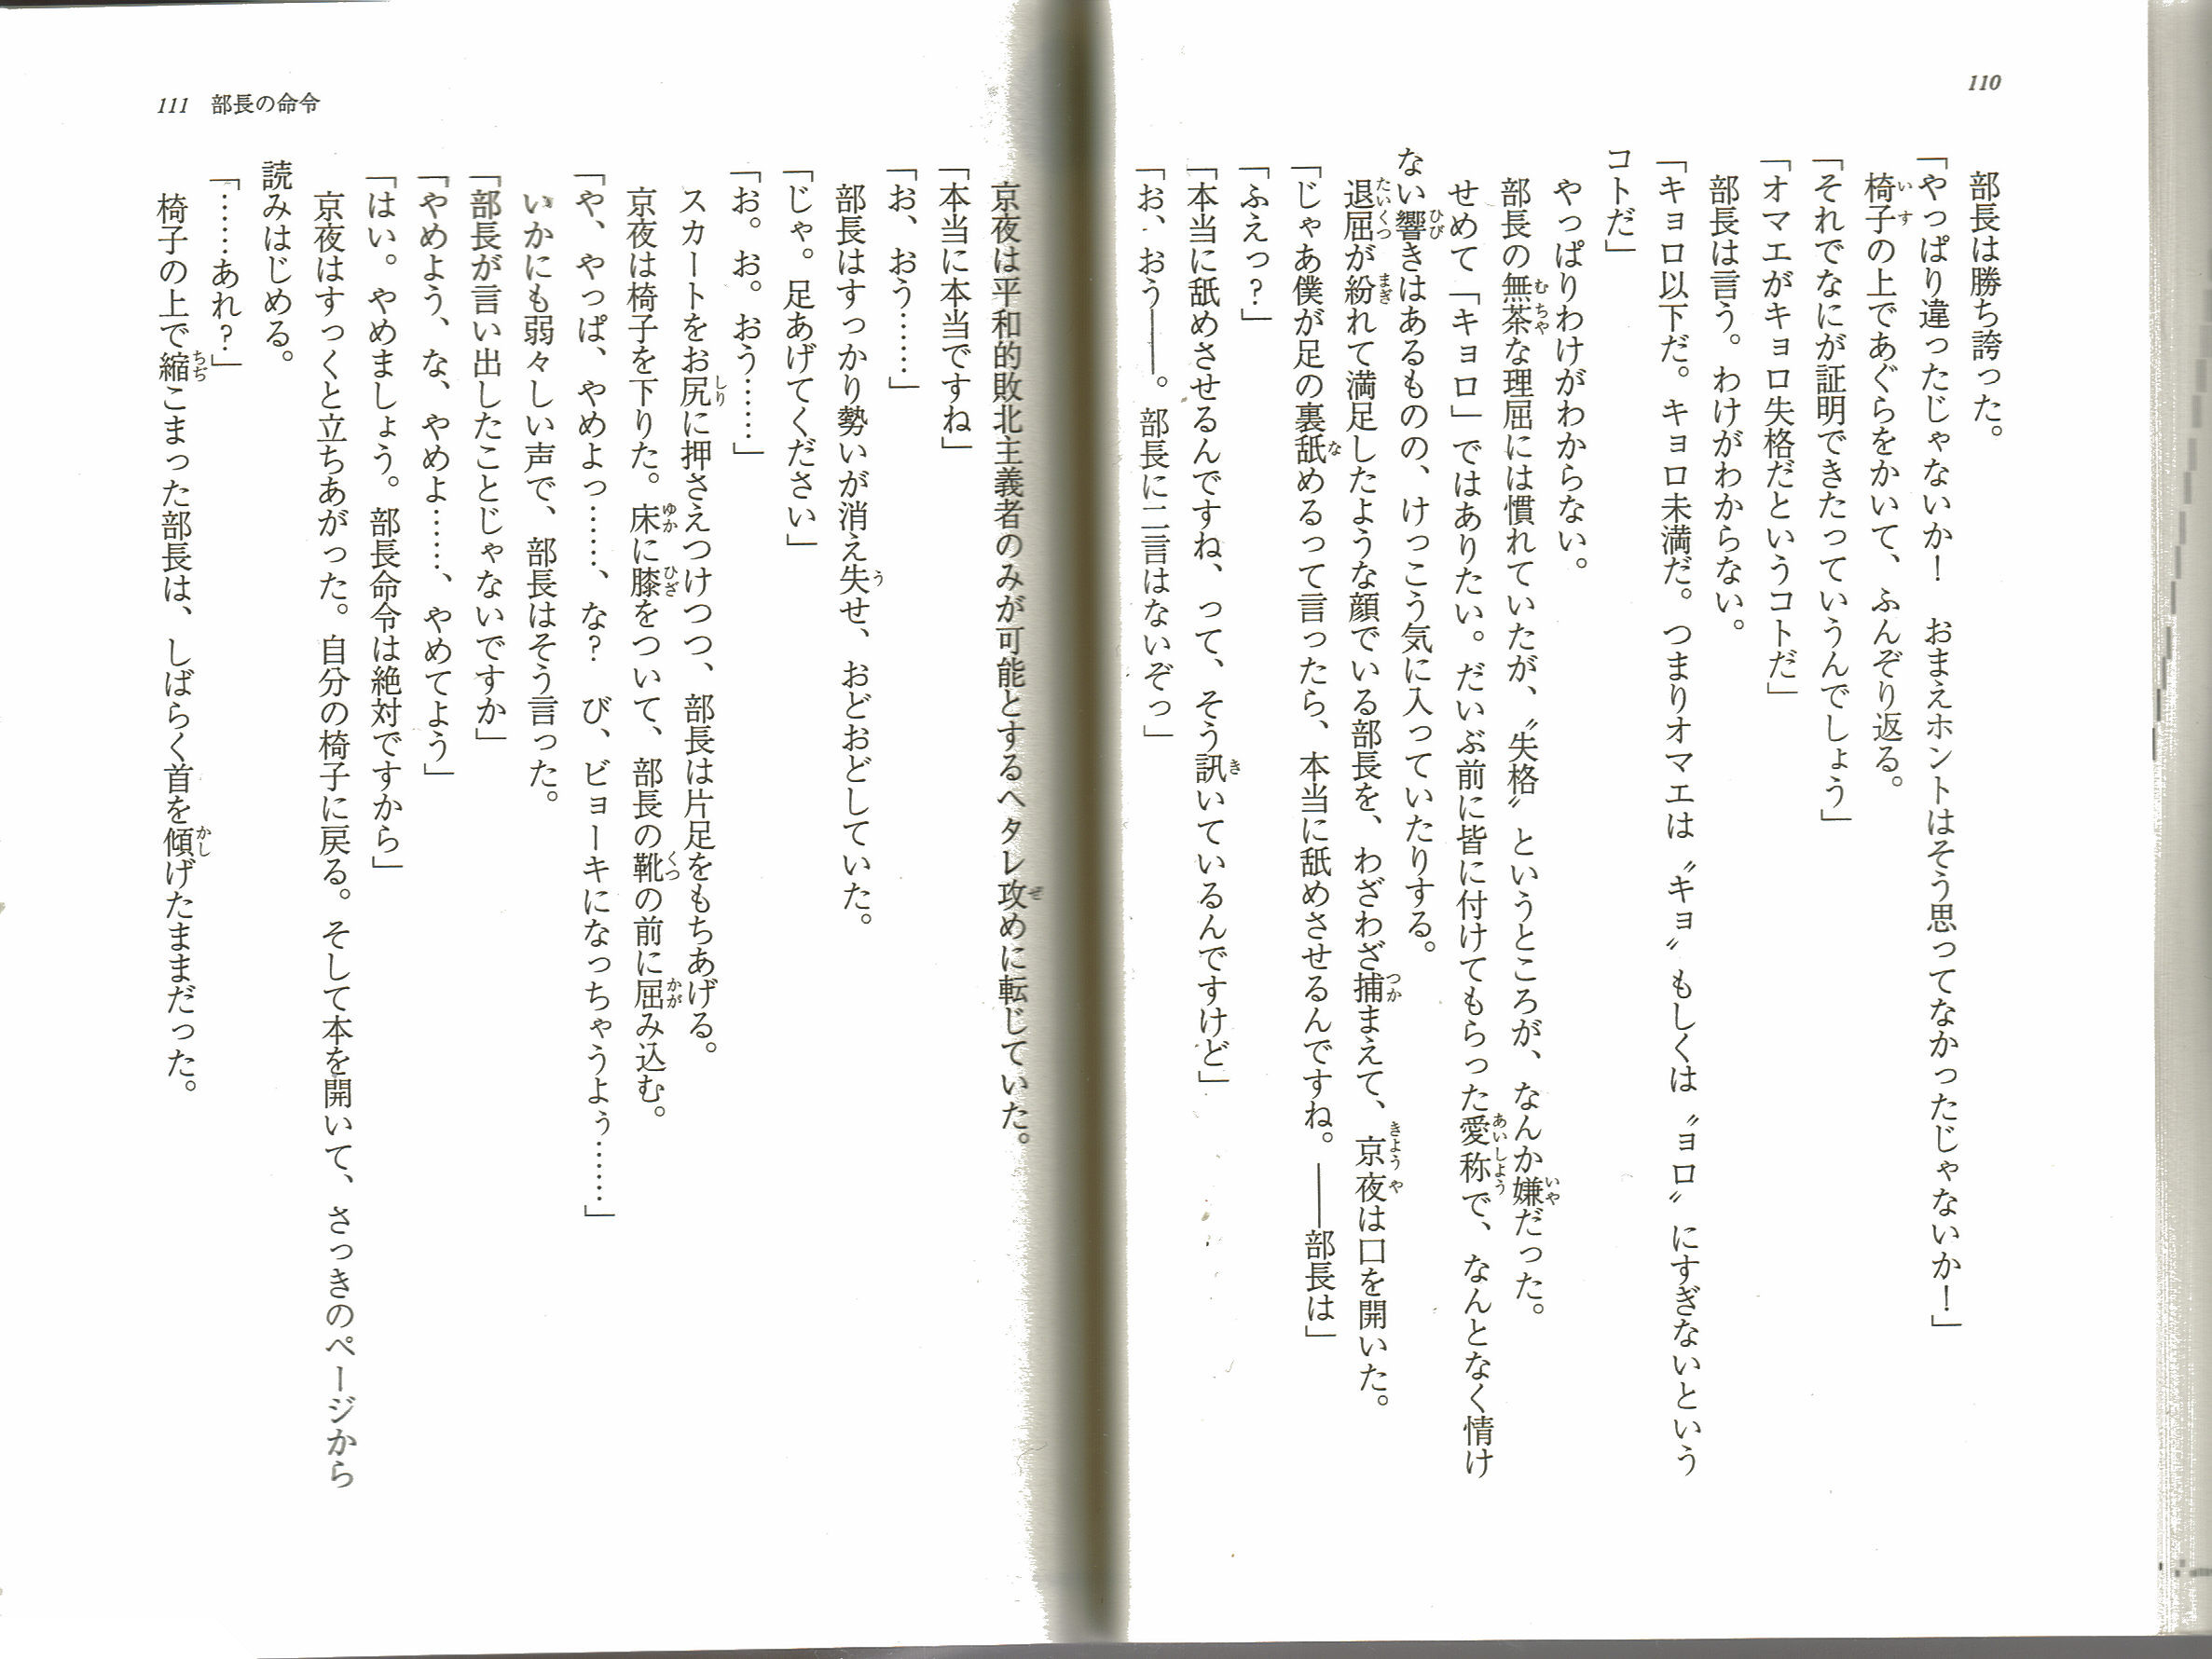 110
部長は勝ち誇った。
「やっぱり違ったじゃないか！　おまえホントはそう思ってなかったじゃないか！」
椅子の上であぐらをかいて、ふんぞり返る。
「それでなにが証明できたっていうんでしょう」
「オマエがキョロ失格だというコトだ」
部長は言う。わけがわからない。
「キョロ以下だ。キョロ未満だ。つまりオマエは〝キョ〟もしくは〝ョロ〟にすぎないという
コトだ」
やっぱりわけがわからない。
部長の無茶な理屈には慣れていたが、〝失格〟というところが、なんか嫌だった。
せめて「キョロ」ではありたい。だいぶ前に皆に付けてもらった愛称で、なんとなく情け
ない響きはあるものの、けっこう気に入っていたりする。
退屈が紛れて満足したような顔でいる部長を、わざわざ捕まえて、京夜は口を開いた。
「じゃあ僕が足の裏舐めるって言ったら、本当に舐めさせるんですね。――部長は」
「ふえっ？」
「本当に舐めさせるんですね、って、そう訊いているんですけど」
「お、おう――。部長に二言はないぞっ」
111　部長の命令
京夜は平和的敗北主義者のみが可能とするヘタレ攻めに転じていた。
「本当に本当ですね」
「お、おう……」
部長はすっかり勢いが消え失せ、おどおどしていた。
「じゃ。足あげてください」
「お。お。おう……」
スカートをお尻に押さえつけつつ、部長は片足をもちあげる。
京夜は椅子を下りた。床に膝をついて、部長の靴の前に屈み込む。
「や、やっぱ、やめよっ……、な？　び、ビョーキになっちゃうよぅ……」
いかにも弱々しい声で、部長はそう言った。
「部長が言い出したことじゃないですか」
「やめよう、な、やめよ……、やめてよう」
「はい。やめましょう。部長命令は絶対ですから」
京夜はすっくと立ちあがった。自分の椅子に戻る。そして本を開いて、さっきのページから
読みはじめる。
「……あれ？」
椅子の上で縮こまった部長は、しばらく首を傾げたままだった。